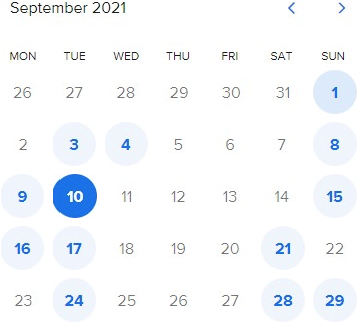 September 2021 < >
MON TUE WED THU FRI SAT SUN
26 27 28 29 30 31 1
2 3 4 5 6 7 8
9 10 11 12 13 14 15
16 17 18 19 20 21 22
23 24 25 26 27 28 29